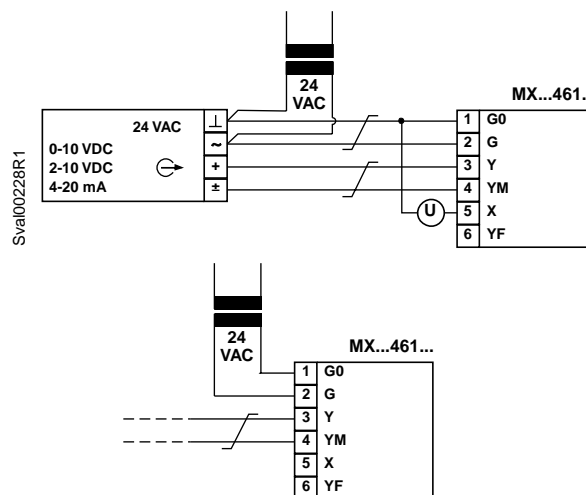 24
VAC
MX...461...
24 VAC
0-10 VDC
2-10 VDC
4-20 mA
⊥
~
+
±
1 G0
2 G
3 Y
4 YM
5 X
6 YF
U
Sval00228R1
24
VAC
MX...461...
1 G0
2 G
3 Y
4 YM
5 X
6 YF